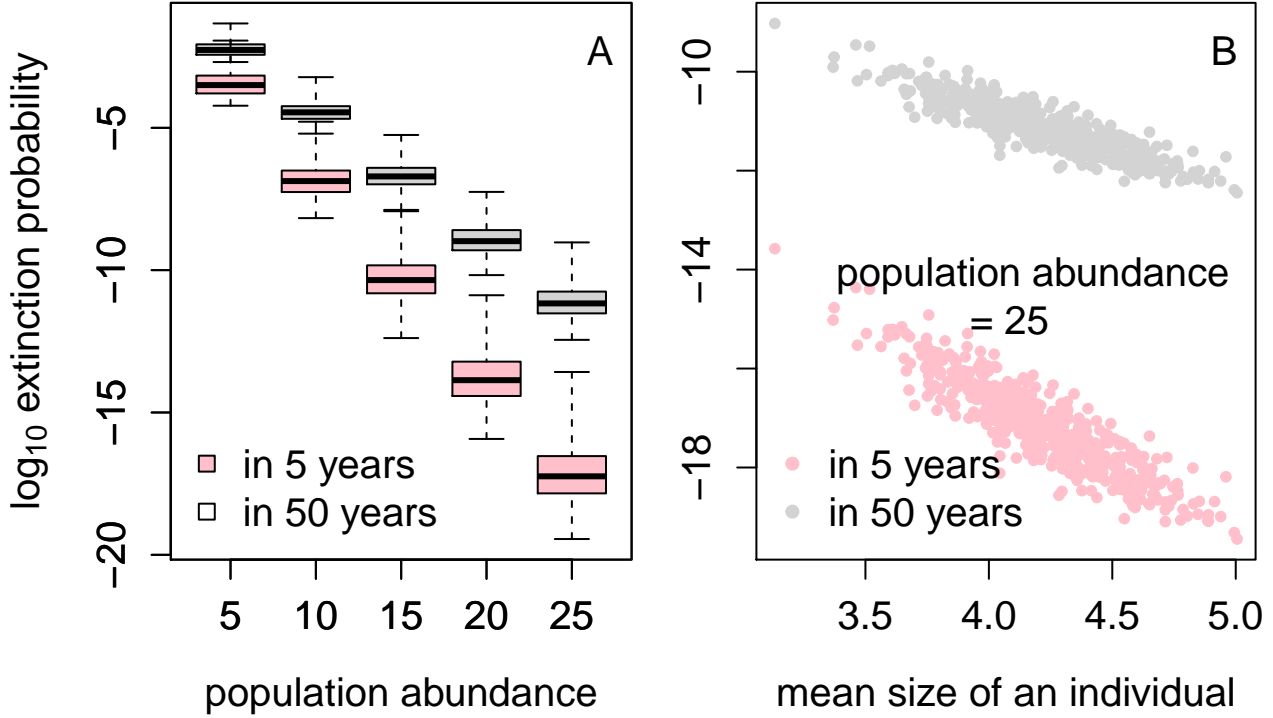 log₁₀ extinction probability
−5
−10
−15
−20
A
in 5 years
in 50 years
5 10 15 20 25
population abundance
−10
−14
−18
B
population abundance
= 25
in 5 years
in 50 years
3.5 4.0 4.5 5.0
mean size of an individual